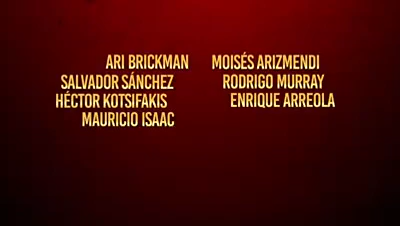 ARI BRICKMAN
SALVADOR SÁNCHEZ
HÉCTOR KOTSIFAKIS
MAURICIO ISAAC
MOISÉS ARIZMENDI
RODRIGO MURRAY
ENRIQUE ARREOLA